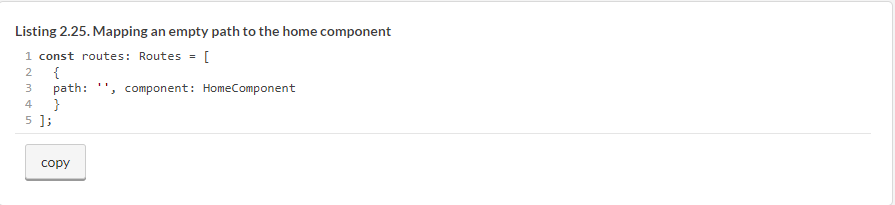 Listing 2.25. Mapping an empty path to the home component
1 const routes: Routes = [
2   {
3   path: '', component: HomeComponent
4   }
5 ];
copy